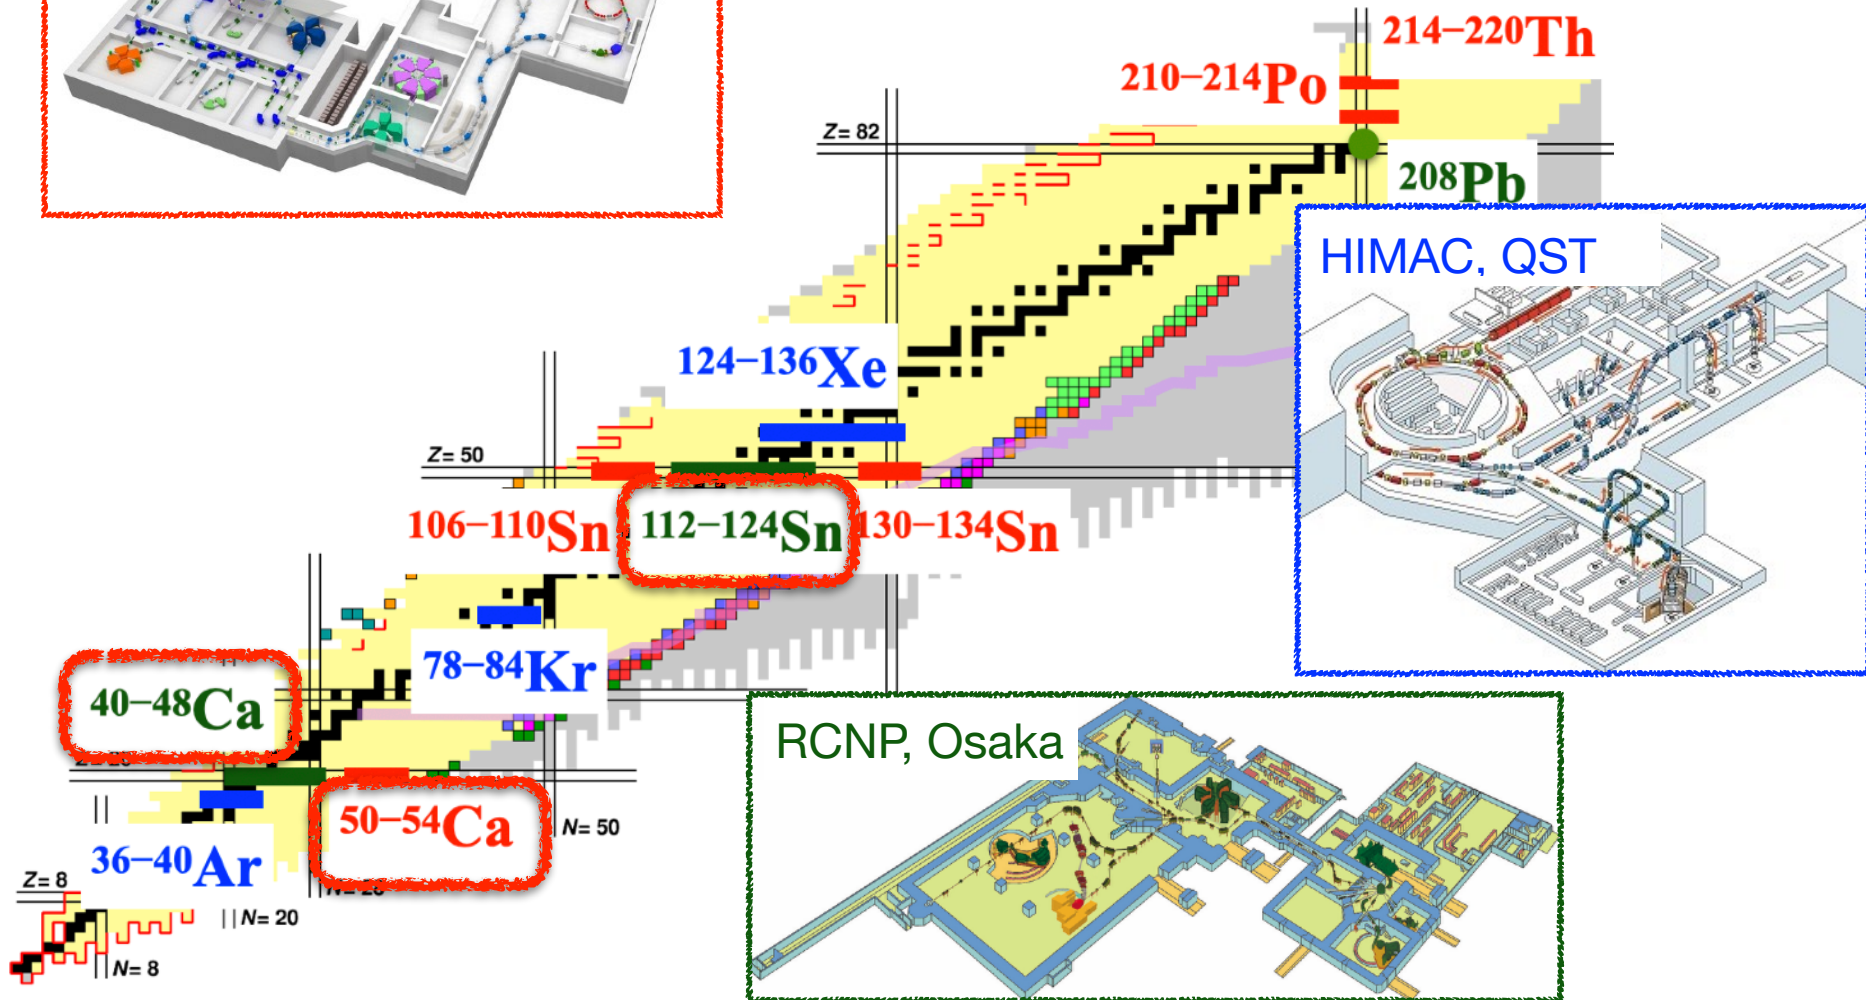 214–220Th
210–214Po
Z= 82
208Pb
HIMAC, QST
124–136Xe
Z= 50
106–110Sn
112–124Sn
130–134Sn
78–84Kr
40–48Ca
RCNP, Osaka
50–54Ca
N= 50
36–40Ar
Z= 8
N= 20
N= 8